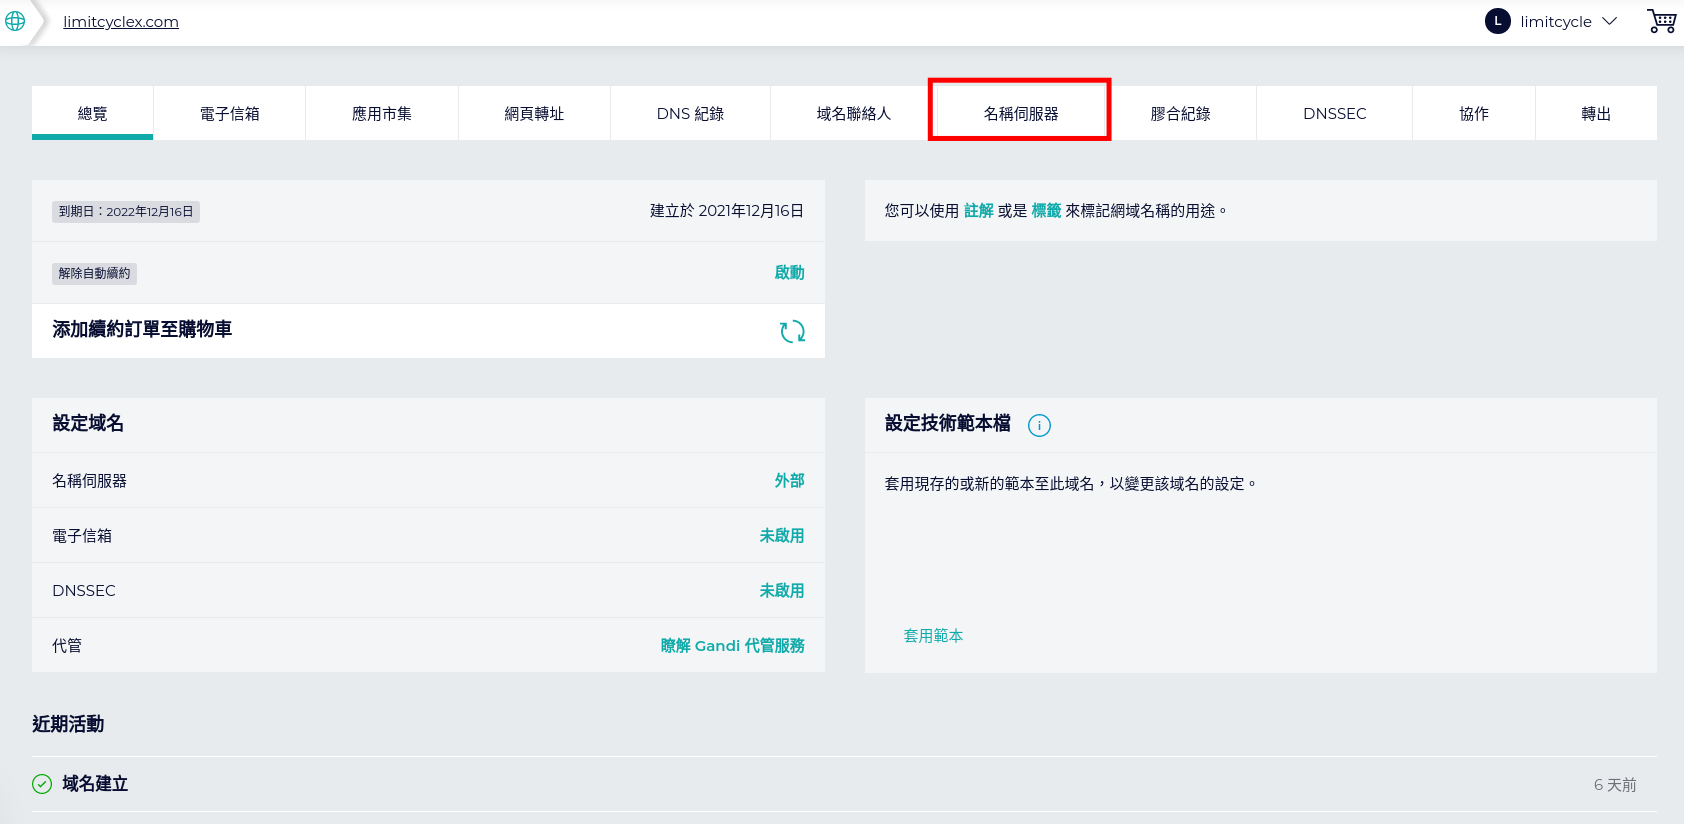 limitcyclex.com
L limitcycle
總覽 電子信箱 應用市集 網頁轉址 DNS 紀錄 域名聯絡人 名稱伺服器 膠合紀錄 DNSSEC 協作 轉出
到期日：2022年12月16日 建立於 2021年12月16日
解除自動續約 啟動
添加續約訂單至購物車
您可以使用 註解 或是 標籤 來標記網域名稱的用途。
設定域名
名稱伺服器 外部
電子信箱 未啟用
DNSSEC 未啟用
代管 瞭解 Gandi 代管服務
設定技術範本檔 i
套用現存的或新的範本至此域名，以變更該域名的設定。
套用範本
近期活動
域名建立 6 天前